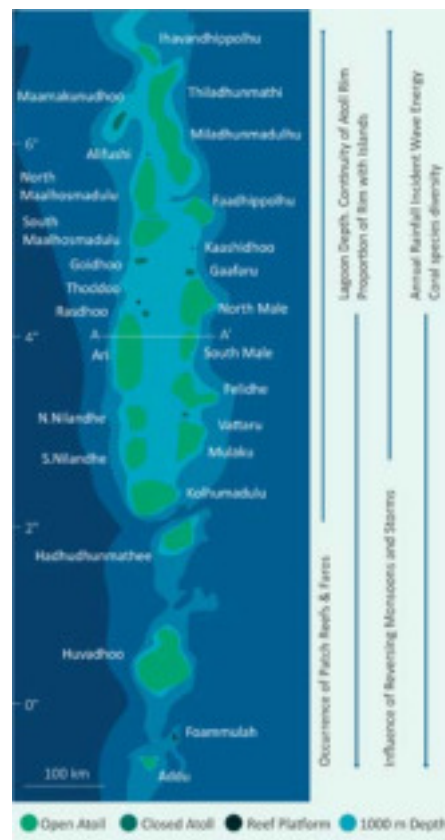 Ihavandhippolhu
Maamakunudhoo
Thiladhunmathi
6°
Miladhunmadulhu
Alifushi
North
Maalhosmadulu
Faadhippolhu
South
Maalhosmadulu
Kaashidhoo
Goidhoo
Gaafaru
Thoddoo
Rasdhoo
North Male
4°
A
A'
Ari
South Male
Felidhe
N.Nilandhe
Vattaru
S.Nilandhe
Mulaku
Kolhumadulu
2°
Hadhudhunmathee
Huvadhoo
0°
Foammulah
100 km
Addu
Lagoon Depth. Continuity of Atoll Rim
Proportion of Rim with Islands
Annual Rainfall Incident Wave Energy
Coral species diversity
Occurrence of Patch Reefs & Faros
Influence of Reversing Monsoons and Storms
Open Atoll
Closed Atoll
Reef Platform
1000 m Depth